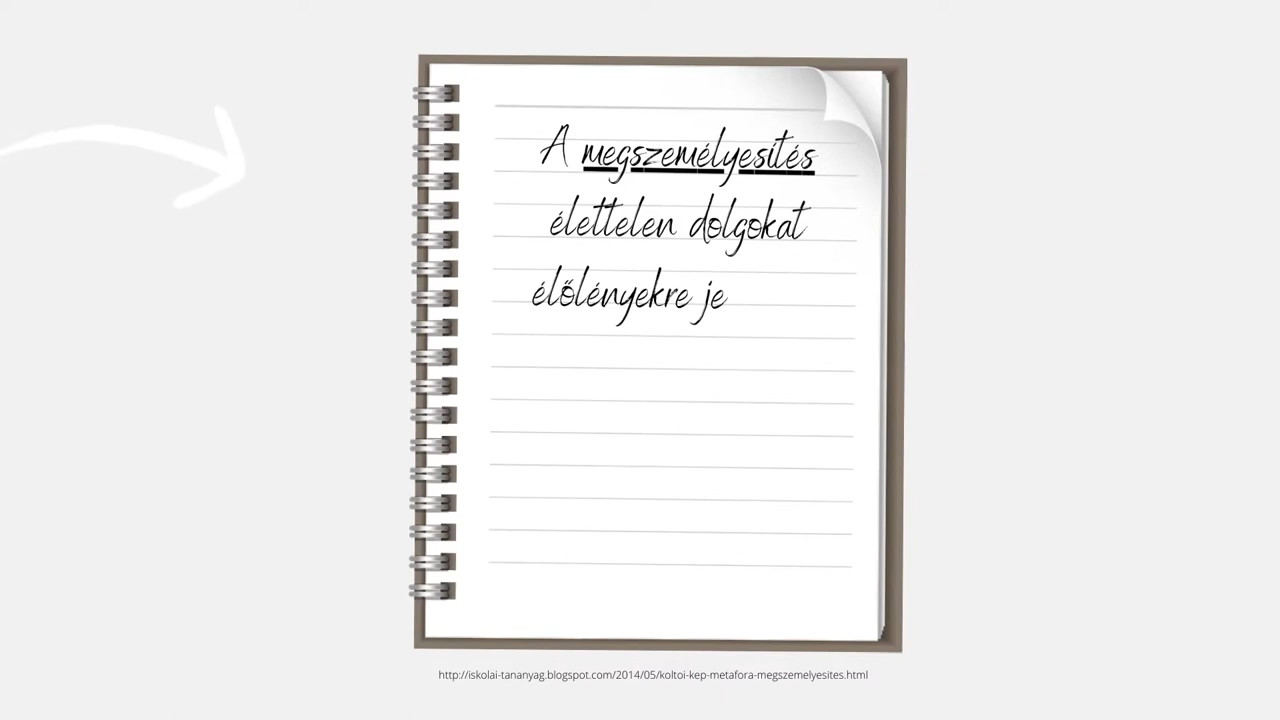 A megszemélyesítés
élettelen dolgokat
élőlényekre je
http://iskolai-tananyag.blogspot.com/2014/05/koltoi-kep-metafora-megszemelyesites.html